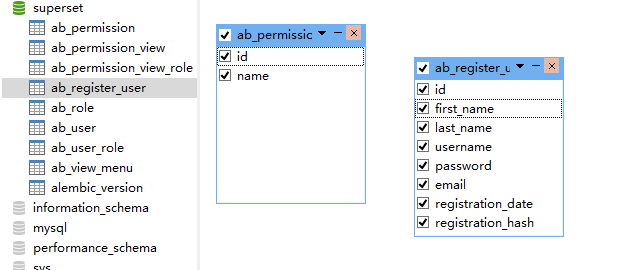 superset
ab_permission
ab_permission_view
ab_permission_view_role
ab_register_user
ab_role
ab_user
ab_user_role
ab_view_menu
alembic_version
information_schema
mysql
performance_schema
sys
ab_permissic
id
name
ab_register_u
id
first_name
last_name
username
password
email
registration_date
registration_hash